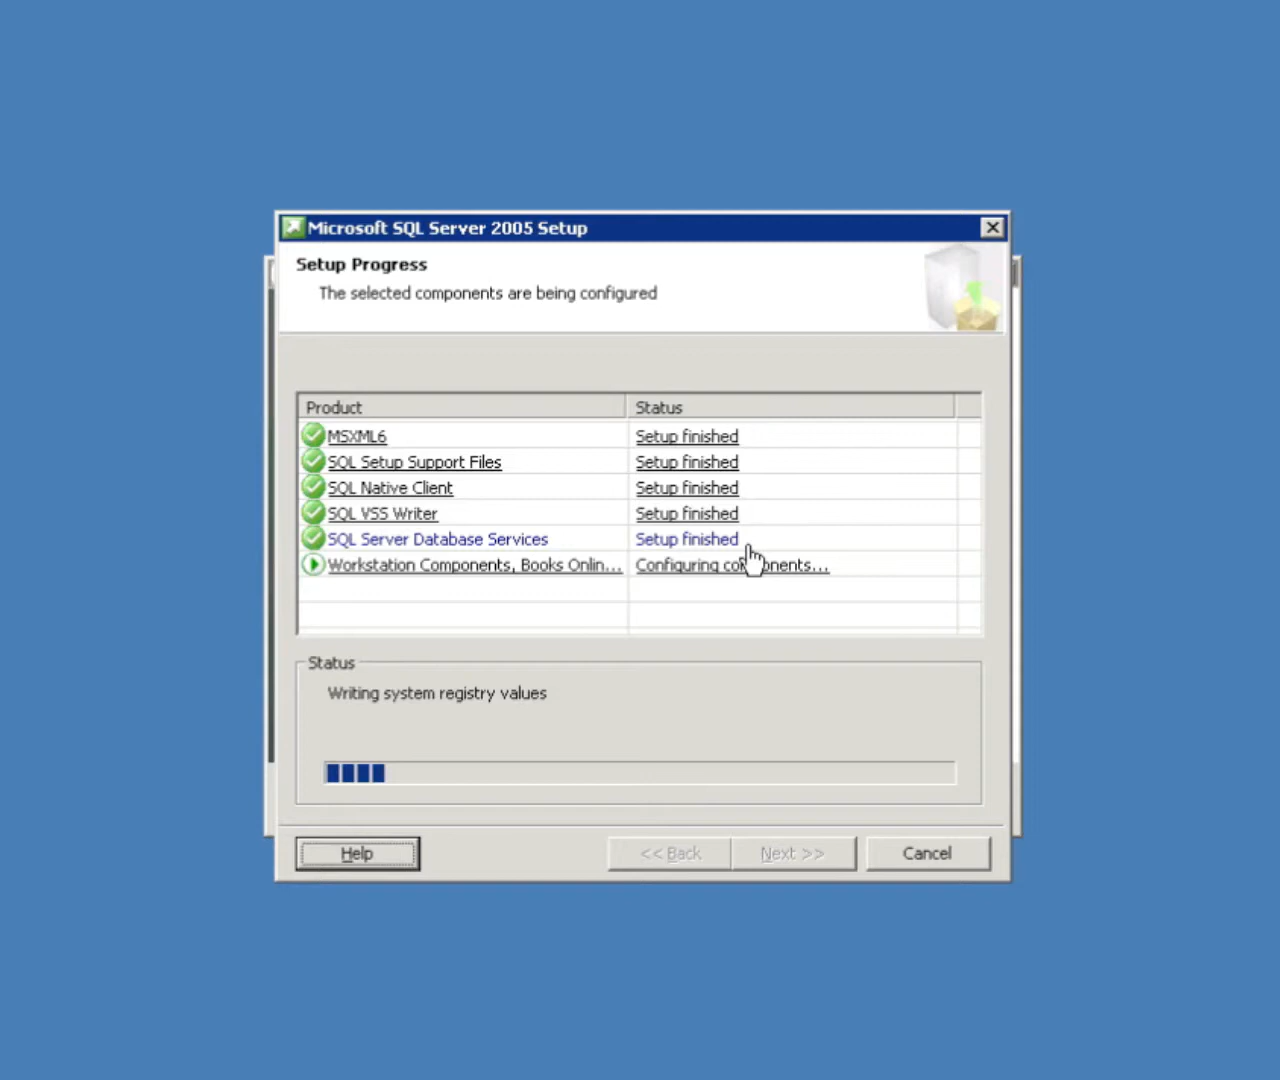 Microsoft SQL Server 2005 Setup
Setup Progress
The selected components are being configured
Product Status
MSXML6 Setup finished
SQL Setup Support Files Setup finished
SQL Native Client Setup finished
SQL VSS Writer Setup finished
SQL Server Database Services Setup finished
Workstation Components, Books Onlin... Configuring
Status
Writing system registry values
Help << Back Next >> Cancel